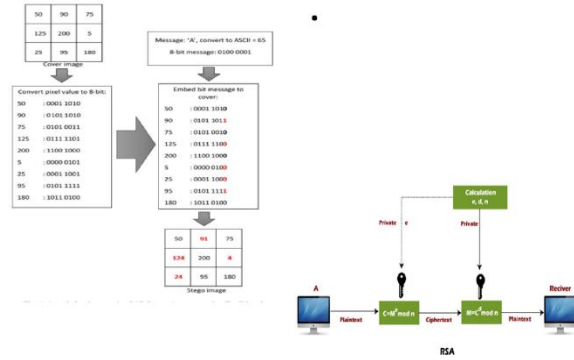 50 90 75
125 200 5
25 95 180
Cover image
Convert pixel value to 8-bit:
50 : 0001 1010
90 : 0101 1010
75 : 0101 0011
125 : 0111 1101
200 : 1100 1000
5 : 0000 0101
25 : 0001 1001
95 : 0101 1111
180 : 1011 0100
Message: 'A', convert to ASCII = 65
8-bit message: 0100 0001
Embed bit message to
cover:
50 : 0001 1010
90 : 0101 1011
75 : 0101 0010
125 : 0111 1100
200 : 1100 1000
5 : 0000 0100
25 : 0001 1000
95 : 0101 1111
180 : 1011 0100
50 91 75
124 200 4
24 95 180
Stego image
Calculation
e, d, n
Private e
Private
A
Reciver
C=M^e mod n
M=C^d mod n
Plaintext
Ciphertext
Plaintext
RSA